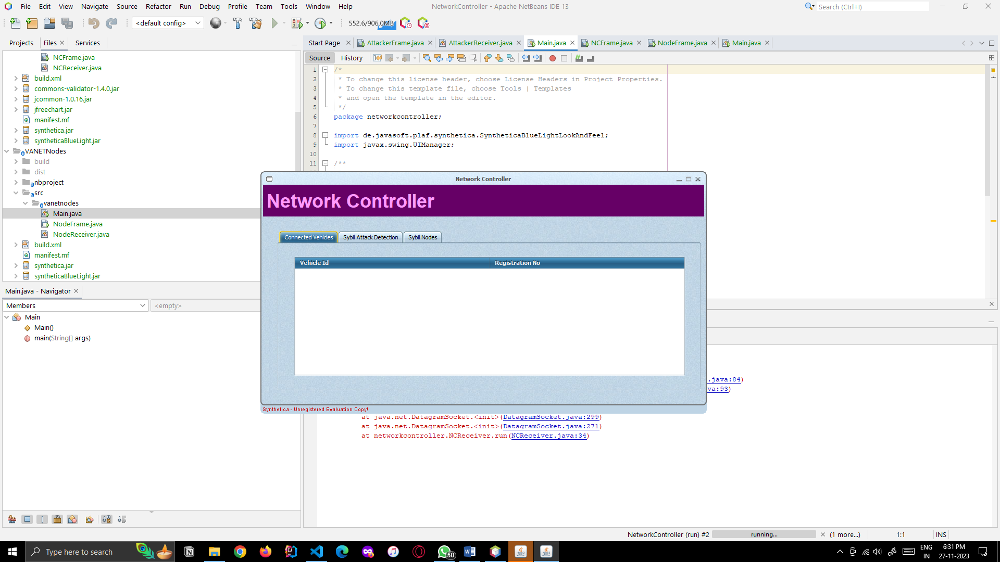 File Edit View Navigate Source Refactor Run Debug Profile Team Tools Window Help
NetworkController - Apache NetBeans IDE 13
Search (Ctrl+I)
<default config>
552.6/906.0MB
Projects Files Services
Start Page AttackerFrame.java AttackerReceiver.java Main.java NCFrame.java NodeFrame.java Main.java
Source History
NCFrame.java
NCReceiver.java
build.xml
commons-validator-1.4.0.jar
jcommon-1.0.16.jar
jfreechart.jar
manifest.mf
synthetica.jar
syntheticaBlueLight.jar
VANETNodes
build
dist
nbproject
src
vanetnodes
Main.java
NodeFrame.java
NodeReceiver.java
build.xml
manifest.mf
synthetica.jar
syntheticaBlueLight.jar
1 /*
2 * To change this license header, choose License Headers in Project Properties.
3 * To change this template file, choose Tools | Templates
4 * and open the template in the editor.
5 */
6 package networkcontroller;
7
8 import de.javasoft.plaf.synthetica.SyntheticaBlueLightLookAndFeel;
9 import javax.swing.UIManager;
10
11 /**
Network Controller
Network Controller
Connected Vehicles Sybil Attack Detection Sybil Nodes
Vehicle Id Registration No
Synthetica - Unregistered Evaluation Copy!
Main.java - Navigator
Members <empty>
Main
Main()
main(String[] args)
.java:84)
va:93)
at java.net.DatagramSocket.<init>(DatagramSocket.java:299)
at java.net.DatagramSocket.<init>(DatagramSocket.java:271)
at networkcontroller.NCReceiver.run(NCReceiver.java:34)
NetworkController (run) #2 running... (1 more...) 1:1 INS
Type here to search
50
ENG
IN
6:31 PM
27-11-2023